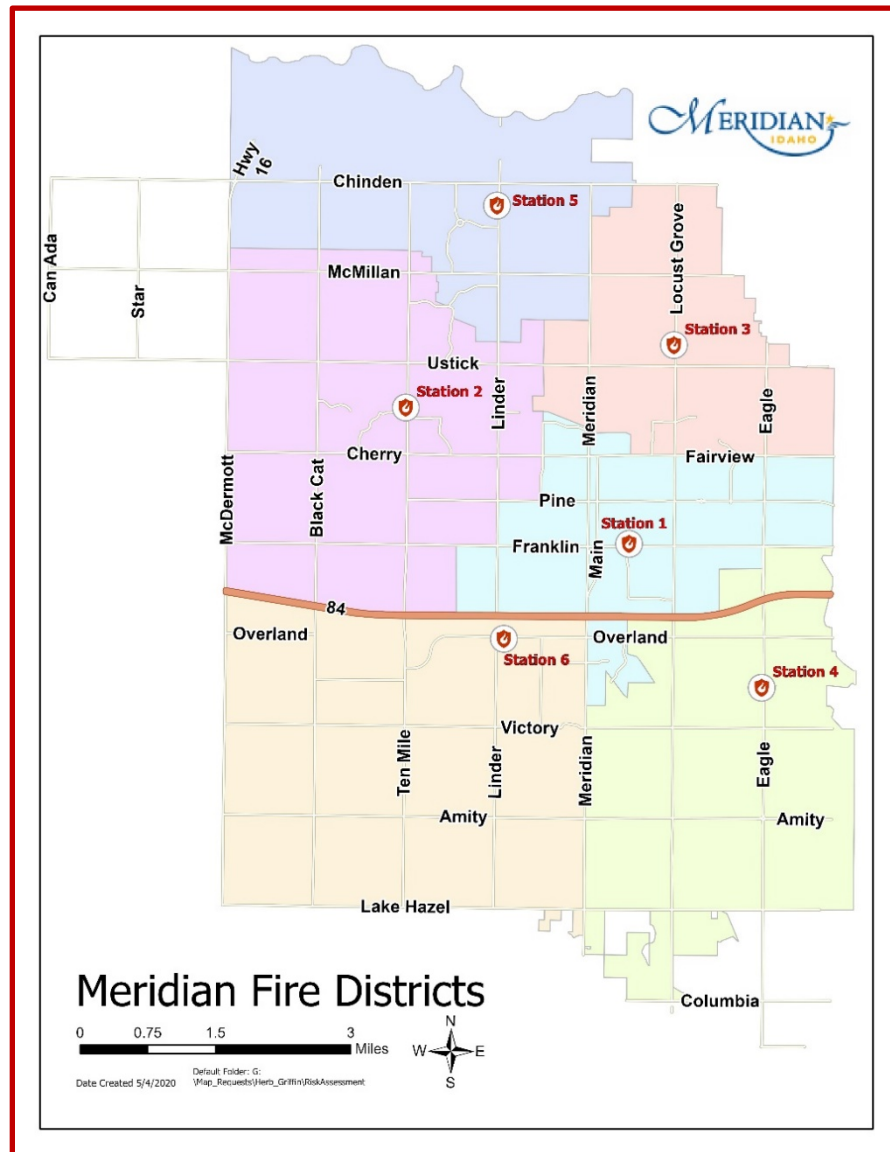 MERIDIAN
IDAHO
Hwy
16
Chinden
Station 5
Can Ada
Star
McMillan
Locust Grove
Station 3
Ustick
Station 2
Linder
Meridian
Eagle
McDermott
Black Cat
Cherry
Fairview
Pine
Station 1
Franklin
Main
84
Overland
Overland
Station 6
Station 4
Victory
Ten Mile
Linder
Meridian
Eagle
Amity
Amity
Lake Hazel
Columbia
Meridian Fire Districts
0 0.75 1.5 3
Miles
N
W E
S
Date Created 5/4/2020
Default Folder: G:
\Map_Requests\Herb_Griffin\RiskAssessment